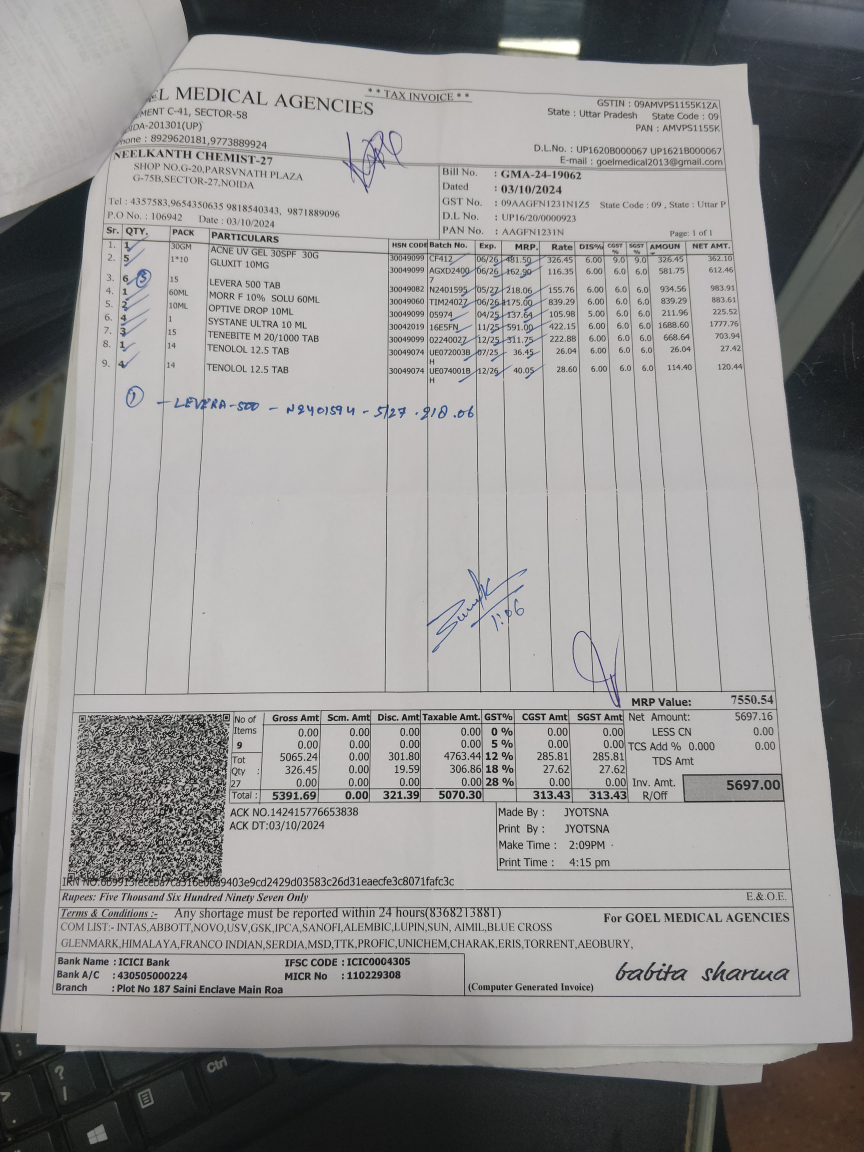 ** TAX INVOICE **
EL MEDICAL AGENCIES
MENT C-41, SECTOR-58
IDA-201301(UP)
hone : 8929620181,9773889924
GSTIN : 09AMVPS1155K1ZA
State : Uttar Pradesh State Code : 09
PAN : AMVPS1155K
D.L.No. : UP1620B000067 UP1621B000067
E-mail : goelmedical2013@gmail.com
NEELKANTH CHEMIST-27
SHOP NO.G-20,PARSVNATH PLAZA
G-75B,SECTOR-27,NOIDA
Tel : 4357583,9654350635 9818540343, 9871889096
P.O No. : 106942 Date : 03/10/2024
Bill No. : GMA-24-19062
Dated : 03/10/2024
GST No. : 09AAGFN1231N1Z5 State Code : 09 , State : Uttar P
D.L No. : UP16/20/0000923
PAN No. : AAGFN1231N
Page: 1 of 1
Sr. QTY. PACK PARTICULARS HSN CODE Batch No. Exp. MRP. Rate DIS% CGST % SGST % AMOUN NET AMT.
1. 1 30GM ACNE UV GEL 30SPF 30G 30049099 CF412 06/26 481.50 326.45 6.00 9.0 9.0 326.45 362.10
2. 5 1*10 GLUXIT 10MG 30049099 AGXD2400 7 06/26 162.90 116.35 6.00 6.0 6.0 581.75 612.46
3. 6 (5) 15 LEVERA 500 TAB 30049082 N2401595 05/27 218.06 155.76 6.00 6.0 6.0 934.56 983.91
4. 1 60ML MORR F 10% SOLU 60ML 30049060 TIM24027 06/26 1175.00 839.29 6.00 6.0 6.0 839.29 883.61
5. 2 10ML OPTIVE DROP 10ML 30049099 05974 04/25 137.64 105.98 5.00 6.0 6.0 211.96 225.52
6. 4 1 SYSTANE ULTRA 10 ML 30042019 16E5FN 11/25 591.00 422.15 6.00 6.0 6.0 1688.60 1777.76
7. 3 15 TENEBITE M 20/1000 TAB 30049099 02240027 12/25 311.75 222.88 6.00 6.0 6.0 668.64 703.94
8. 1 14 TENOLOL 12.5 TAB 30049074 UE072003B H 07/25 36.45 26.04 6.00 6.0 6.0 26.04 27.42
9. 4 14 TENOLOL 12.5 TAB 30049074 UE074001B H 12/26 40.05 28.60 6.00 6.0 6.0 114.40 120.44
(1) - LEVERA-500 - N2401594 - 5/27 - 218.06
1:06
MRP Value: 7550.54
No of Items 9 Tot Qty : 27
Gross Amt Scm. Amt Disc. Amt Taxable Amt. GST% CGST Amt SGST Amt
0.00 0.00 0.00 0.00 0 % 0.00 0.00
0.00 0.00 0.00 0.00 5 % 0.00 0.00
5065.24 0.00 301.80 4763.44 12 % 285.81 285.81
326.45 0.00 19.59 306.86 18 % 27.62 27.62
0.00 0.00 0.00 0.00 28 % 0.00 0.00
Total : 5391.69 0.00 321.39 5070.30 313.43 313.43
Net Amount: 5697.16
LESS CN 0.00
TCS Add % 0.000 0.00
TDS Amt
Inv. Amt. R/Off 5697.00
ACK NO.142415776653838
ACK DT:03/10/2024
Made By : JYOTSNA
Print By : JYOTSNA
Make Time : 2:09PM
Print Time : 4:15 pm
Rupees: Five Thousand Six Hundred Ninety Seven Only
E.&O.E.
Terms & Conditions :- Any shortage must be reported within 24 hours(8368213881)
COM LIST:- INTAS,ABBOTT,NOVO,USV,GSK,IPCA,SANOFI,ALEMBIC,LUPIN,SUN, AIMIL,BLUE CROSS
GLENMARK,HIMALAYA,FRANCO INDIAN,SERDIA,MSD,TTK,PROFIC,UNICHEM,CHARAK,ERIS,TORRENT,AEOBURY,
For GOEL MEDICAL AGENCIES
Bank Name : ICICI Bank IFSC CODE : ICIC0004305
Bank A/C : 430505000224 MICR No : 110229308
Branch : Plot No 187 Saini Enclave Main Roa
(Computer Generated Invoice)
babita sharma
Ctrl